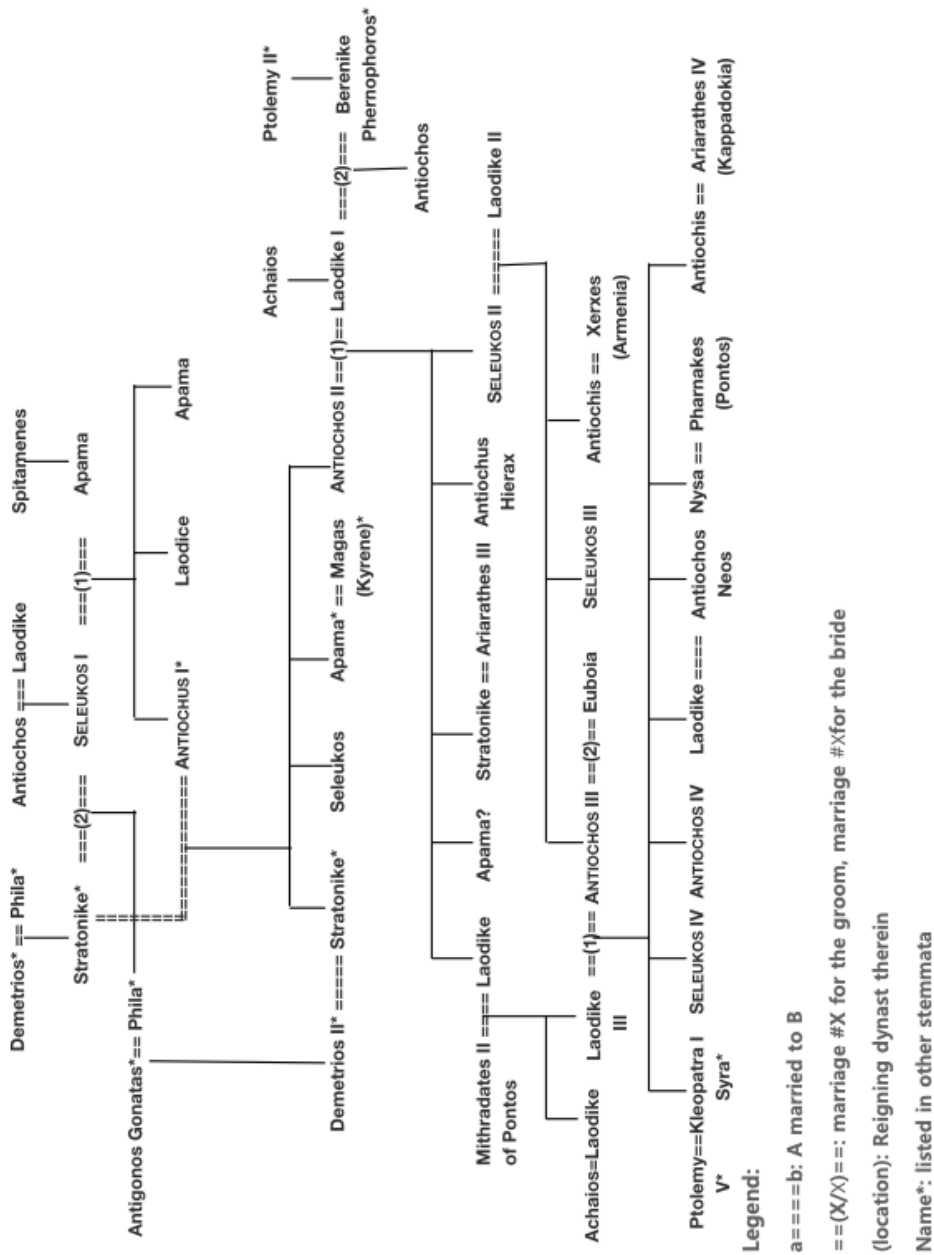 Demetrios* == Phila* Antiochos === Laodike Spitamenes
Stratonike* ===(2)=== SELEUKOS I ===(1)=== Apama
Antigonos Gonatas*== Phila* ============== ANTIOCHUS I* Laodice Apama
Achaios Ptolemy II*
Demetrios II* ===== Stratonike* Seleukos Apama* == Magas ANTIOCHOS II ==(1)== Laodike I ===(2)=== Berenike
(Kyrene)* Phernophoros*
Antiochos
Mithradates II ==== Laodike Apama? Stratonike == Ariarathes III Antiochus SELEUKOS II ======= Laodike II
of Pontos Hierax
Achaios=Laodike Laodike ==(1)== ANTIOCHOS III ==(2)== Euboia SELEUKOS III Antiochis == Xerxes
III (Armenia)
Ptolemy==Kleopatra I SELEUKOS IV ANTIOCHOS IV Laodike ==== Antiochos Nysa == Pharnakes Antiochis == Ariarathes IV
V* Syra* Neos (Pontos) (Kappadokia)
Legend:
a====b: A married to B
==(X/X)==: marriage #X for the groom, marriage #Xfor the bride
(location): Reigning dynast therein
Name*: listed in other stemmata